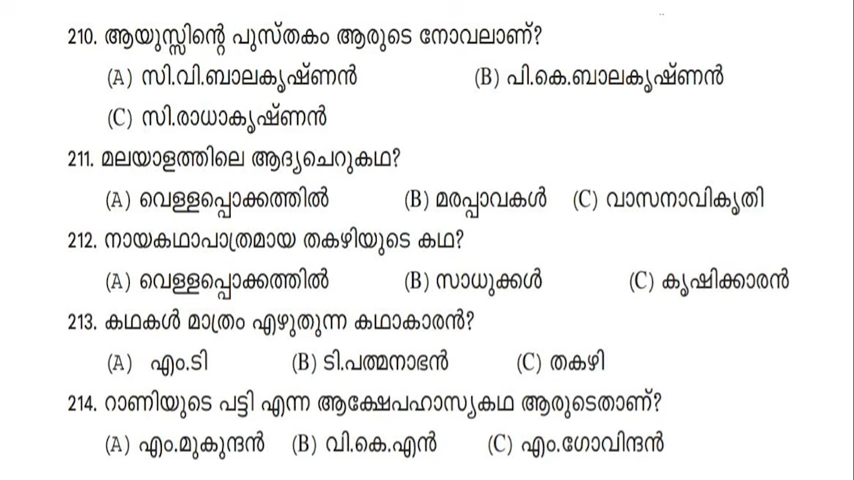 210. ആയുസ്സിന്റെ പുസ്തകം ആരുടെ നോവലാണ്?
(A) സി.വി.ബാലകൃഷ്ണൻ (B) പി.കെ.ബാലകൃഷ്ണൻ
(C) സി.രാധാകൃഷ്ണൻ
211. മലയാളത്തിലെ ആദ്യചെറുകഥ?
(A) വെള്ളപ്പൊക്കത്തിൽ (B) മരപ്പാവകൾ (C) വാസനാവികൃതി
212. നായകഥാപാത്രമായ തകഴിയുടെ കഥ?
(A) വെള്ളപ്പൊക്കത്തിൽ (B) സാധുക്കൾ (C) കൃഷിക്കാരൻ
213. കഥകൾ മാത്രം എഴുതുന്ന കഥാകാരൻ?
(A) എം.ടി (B) ടി.പത്മനാഭൻ (C) തകഴി
214. റാണിയുടെ പട്ടി എന്ന ആക്ഷേപഹാസ്യകഥ ആരുടെതാണ്?
(A) എം.മുകുന്ദൻ (B) വി.കെ.എൻ (C) എം.ഗോവിന്ദൻ